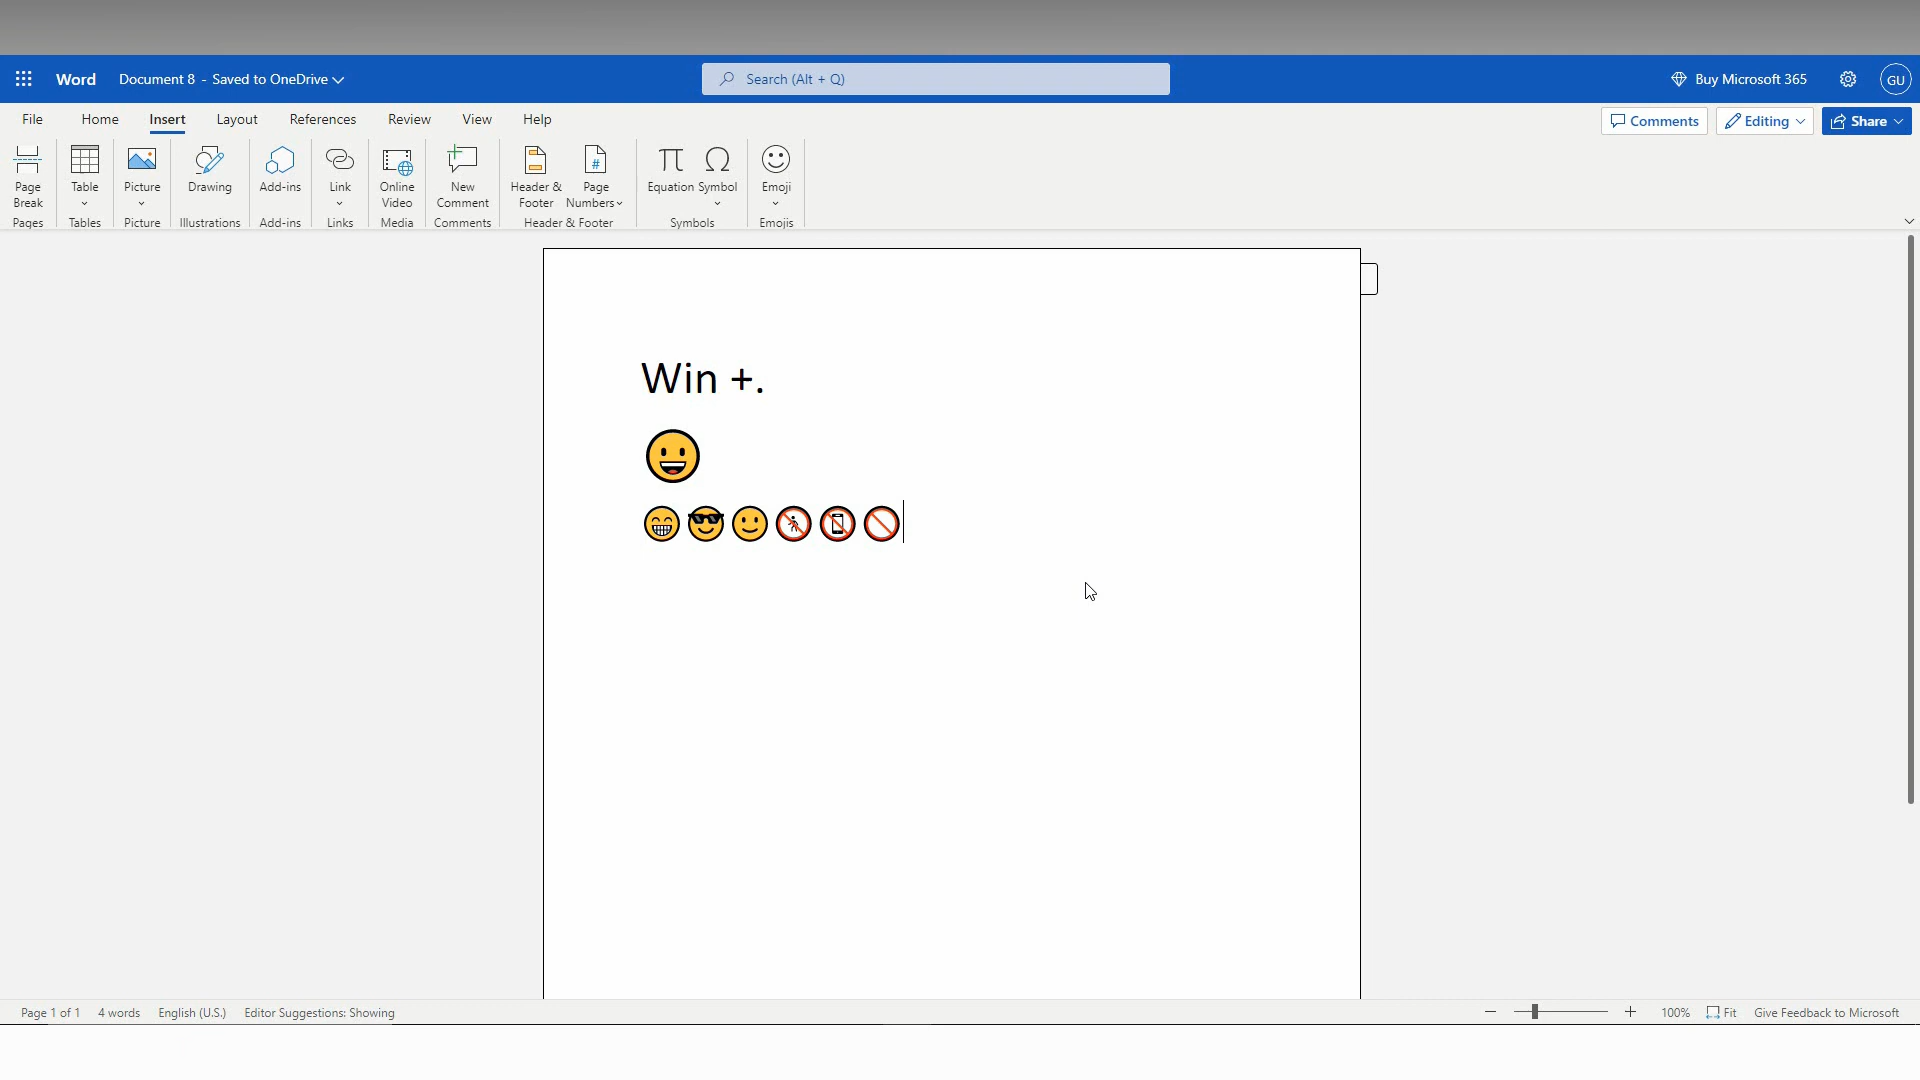 Word Document 8 - Saved to OneDrive
Search (Alt + Q)
Buy Microsoft 365
GU
File Home Insert Layout References Review View Help
Comments Editing Share
Page Break
Table
Picture
Drawing
Add-ins
Link
Online Video
New Comment
Header & Footer
Page Numbers
Equation
Symbol
Emoji
Pages Tables Picture Illustrations Add-ins Links Media Comments Header & Footer Symbols Emojis
Win +.
😀
😁😎🙂🚷📵🚫
Page 1 of 1 4 words English (U.S.) Editor Suggestions: Showing
100% Fit Give Feedback to Microsoft